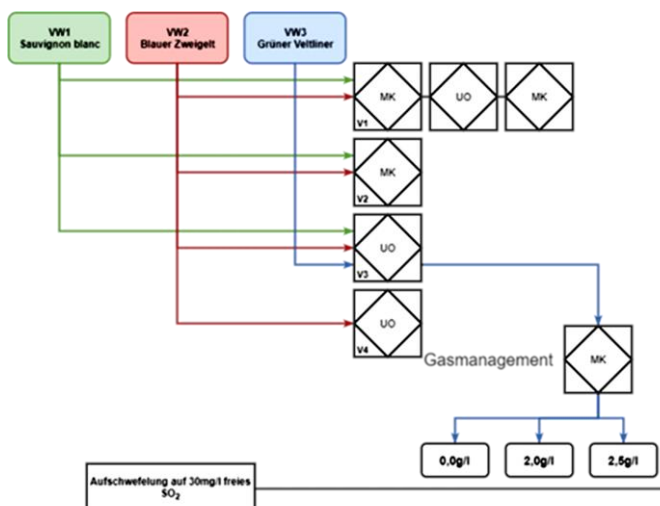 VW1
Sauvignon blanc
VW2
Blauer Zweigelt
VW3
Grüner Veltliner
MK
UO
MK
V1
MK
V2
UO
V3
UO
V4
Gasmanagement
MK
0,0g/l
2,0g/l
2,5g/l
Aufschwefelung auf 30mg/l freies
SO₂